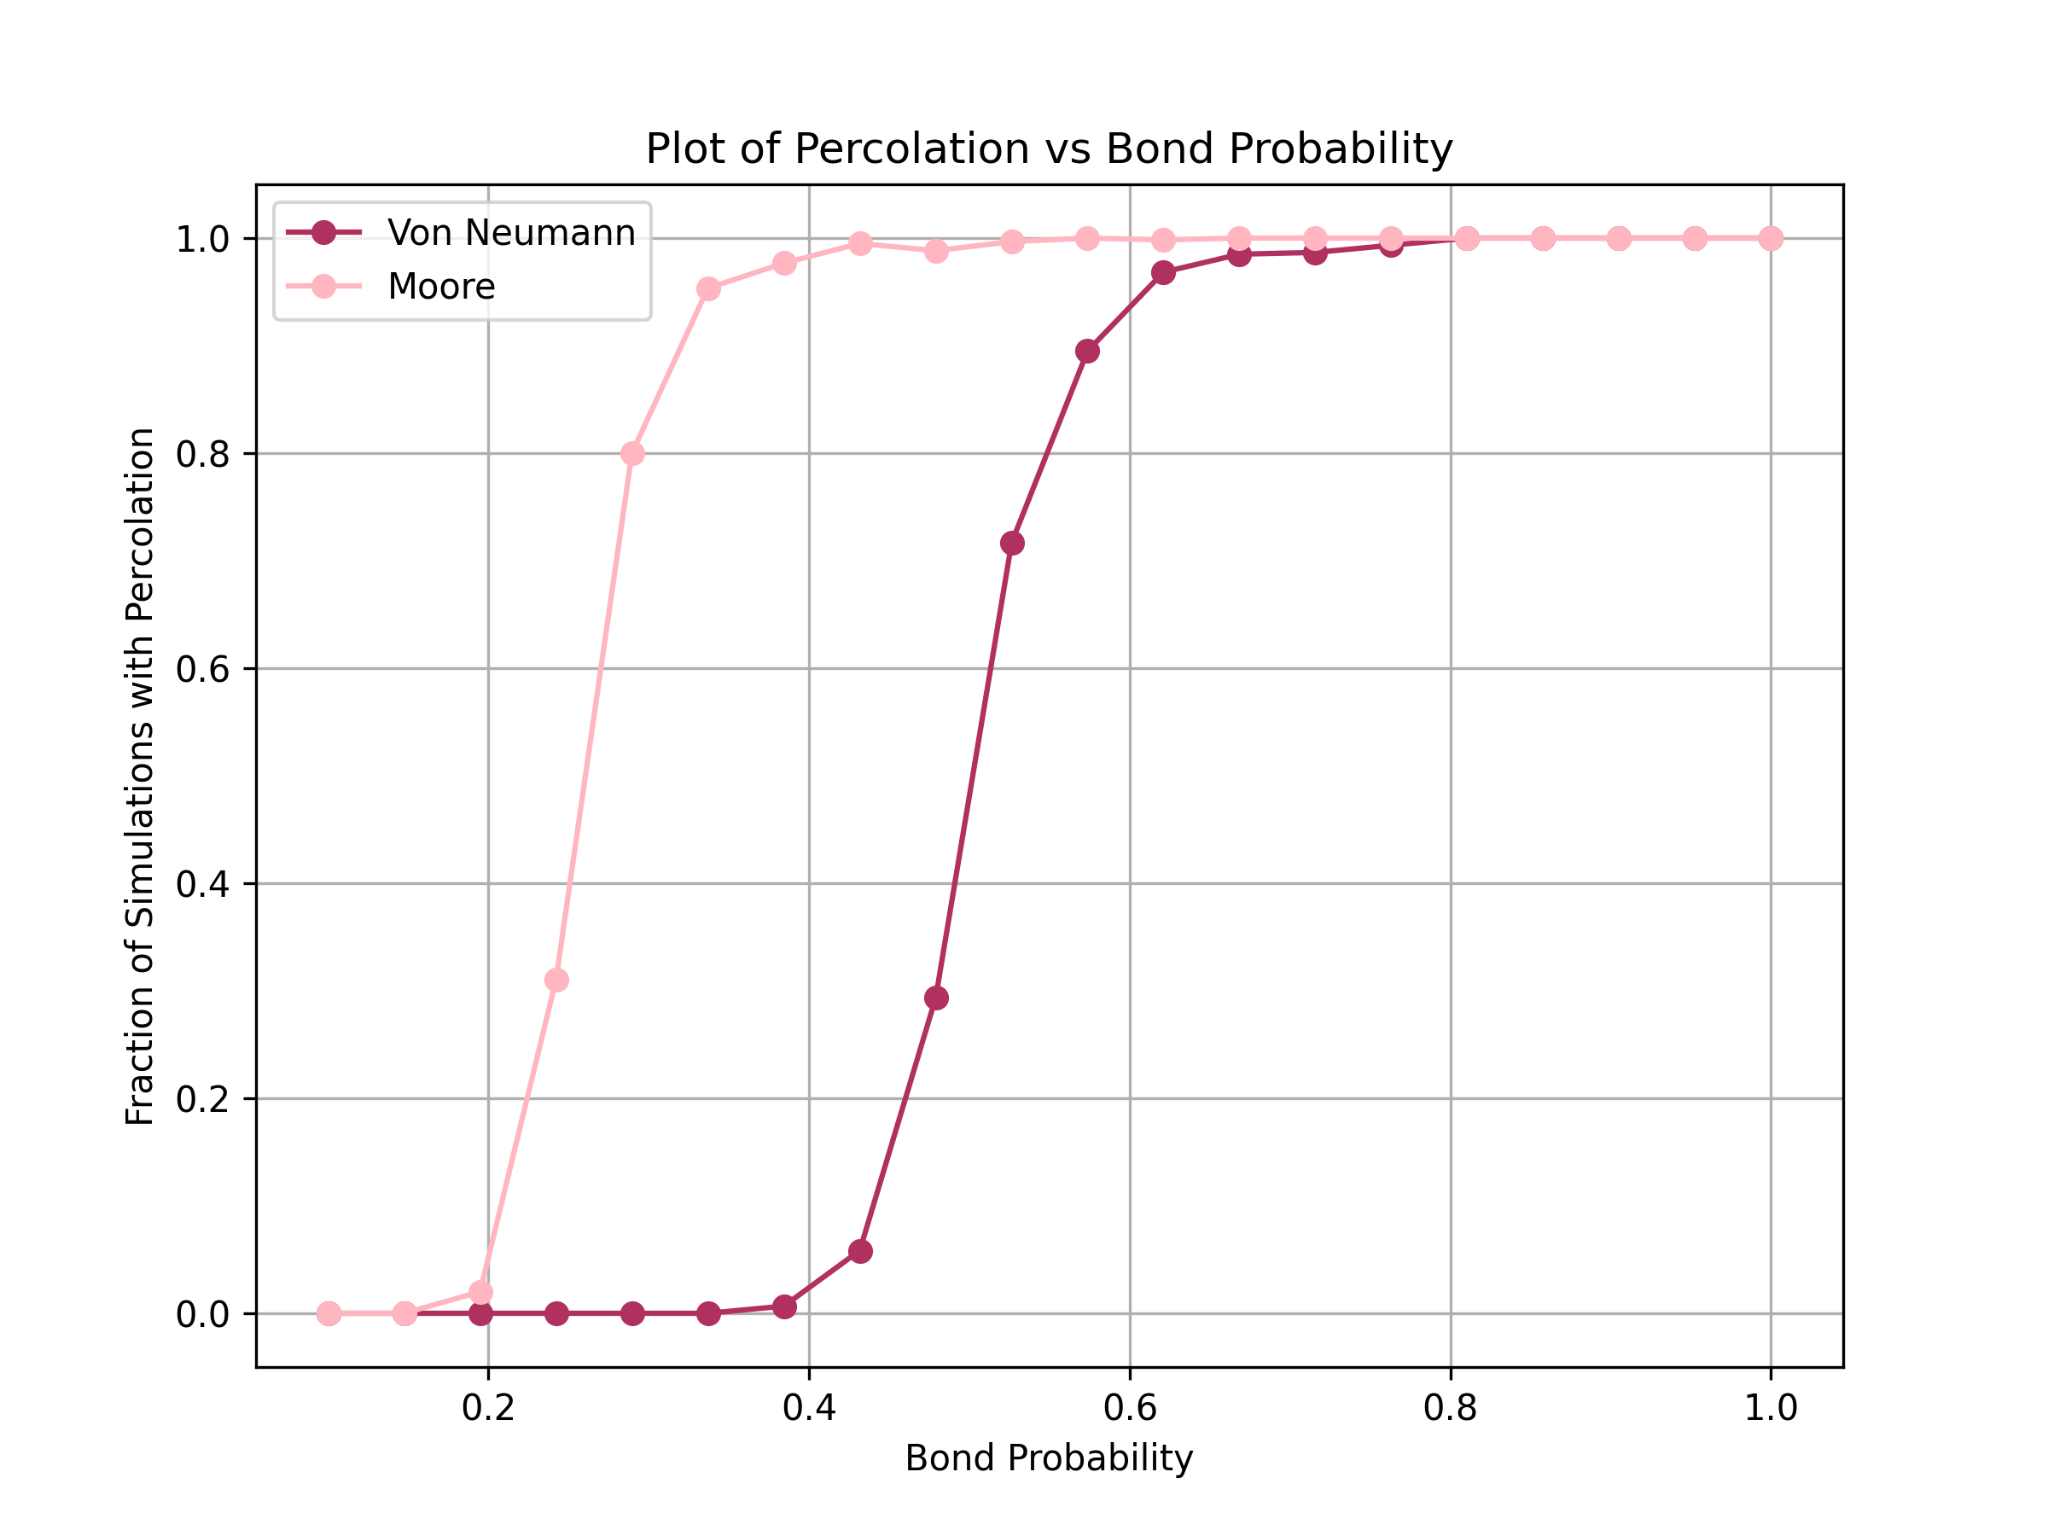 Plot of Percolation vs Bond Probability
Von Neumann
Moore
1.0
0.8
0.6
0.4
0.2
0.0
Fraction of Simulations with Percolation
0.2 0.4 0.6 0.8 1.0
Bond Probability